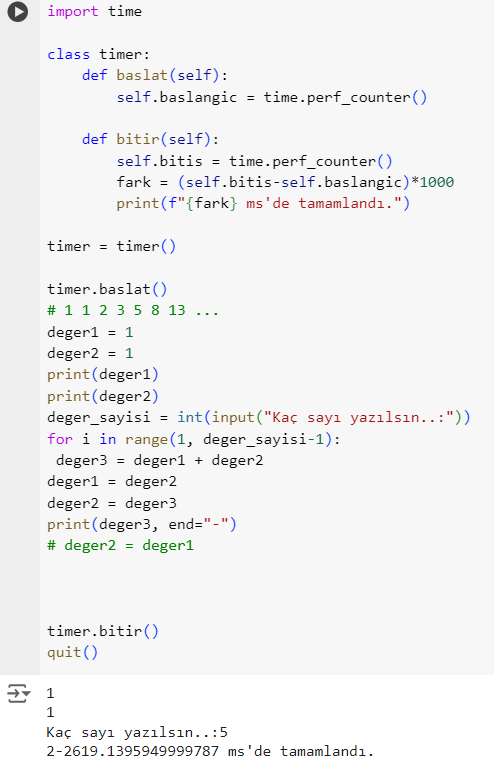 import time
class timer:
    def baslat(self):
        self.baslangic = time.perf_counter()
    def bitir(self):
        self.bitis = time.perf_counter()
        fark = (self.bitis-self.baslangic)*1000
        print(f"{fark} ms'de tamamlandı.")
timer = timer()
timer.baslat()
# 1 1 2 3 5 8 13 ...
deger1 = 1
deger2 = 1
print(deger1)
print(deger2)
deger_sayisi = int(input("Kaç sayı yazılsın..:"))
for i in range(1, deger_sayisi-1):
 deger3 = deger1 + deger2
deger1 = deger2
deger2 = deger3
print(deger3, end="-")
# deger2 = deger1
timer.bitir()
quit()
1
1
Kaç sayı yazılsın..:5
2-2619.1395949999787 ms'de tamamlandı.